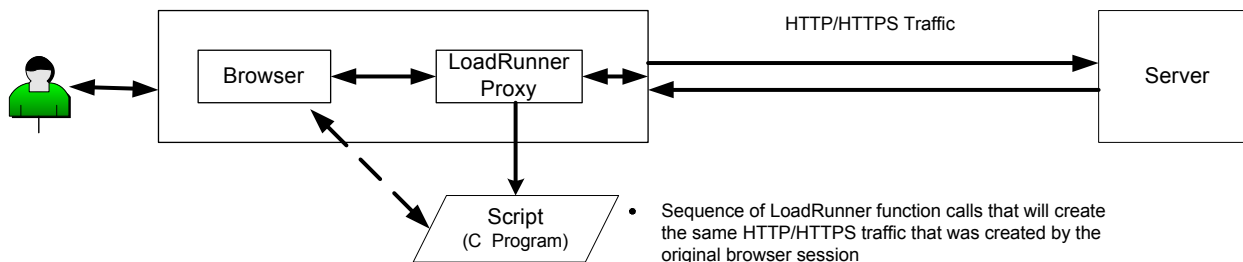 HTTP/HTTPS Traffic
Browser
LoadRunner
Proxy
Server
Script
(C Program)
• Sequence of LoadRunner function calls that will create
the same HTTP/HTTPS traffic that was created by the
original browser session